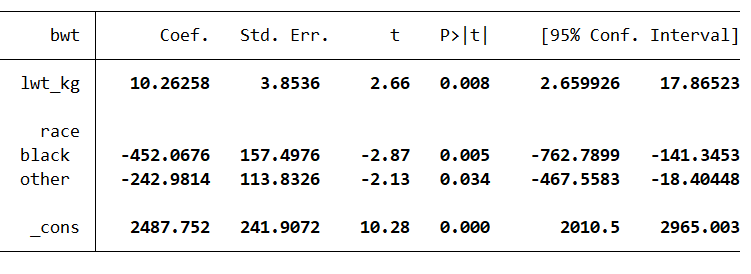 bwt Coef. Std. Err. t P>|t| [95% Conf. Interval]
lwt_kg 10.26258 3.8536 2.66 0.008 2.659926 17.86523
race
black -452.0676 157.4976 -2.87 0.005 -762.7899 -141.3453
other -242.9814 113.8326 -2.13 0.034 -467.5583 -18.40448
_cons 2487.752 241.9072 10.28 0.000 2010.5 2965.003